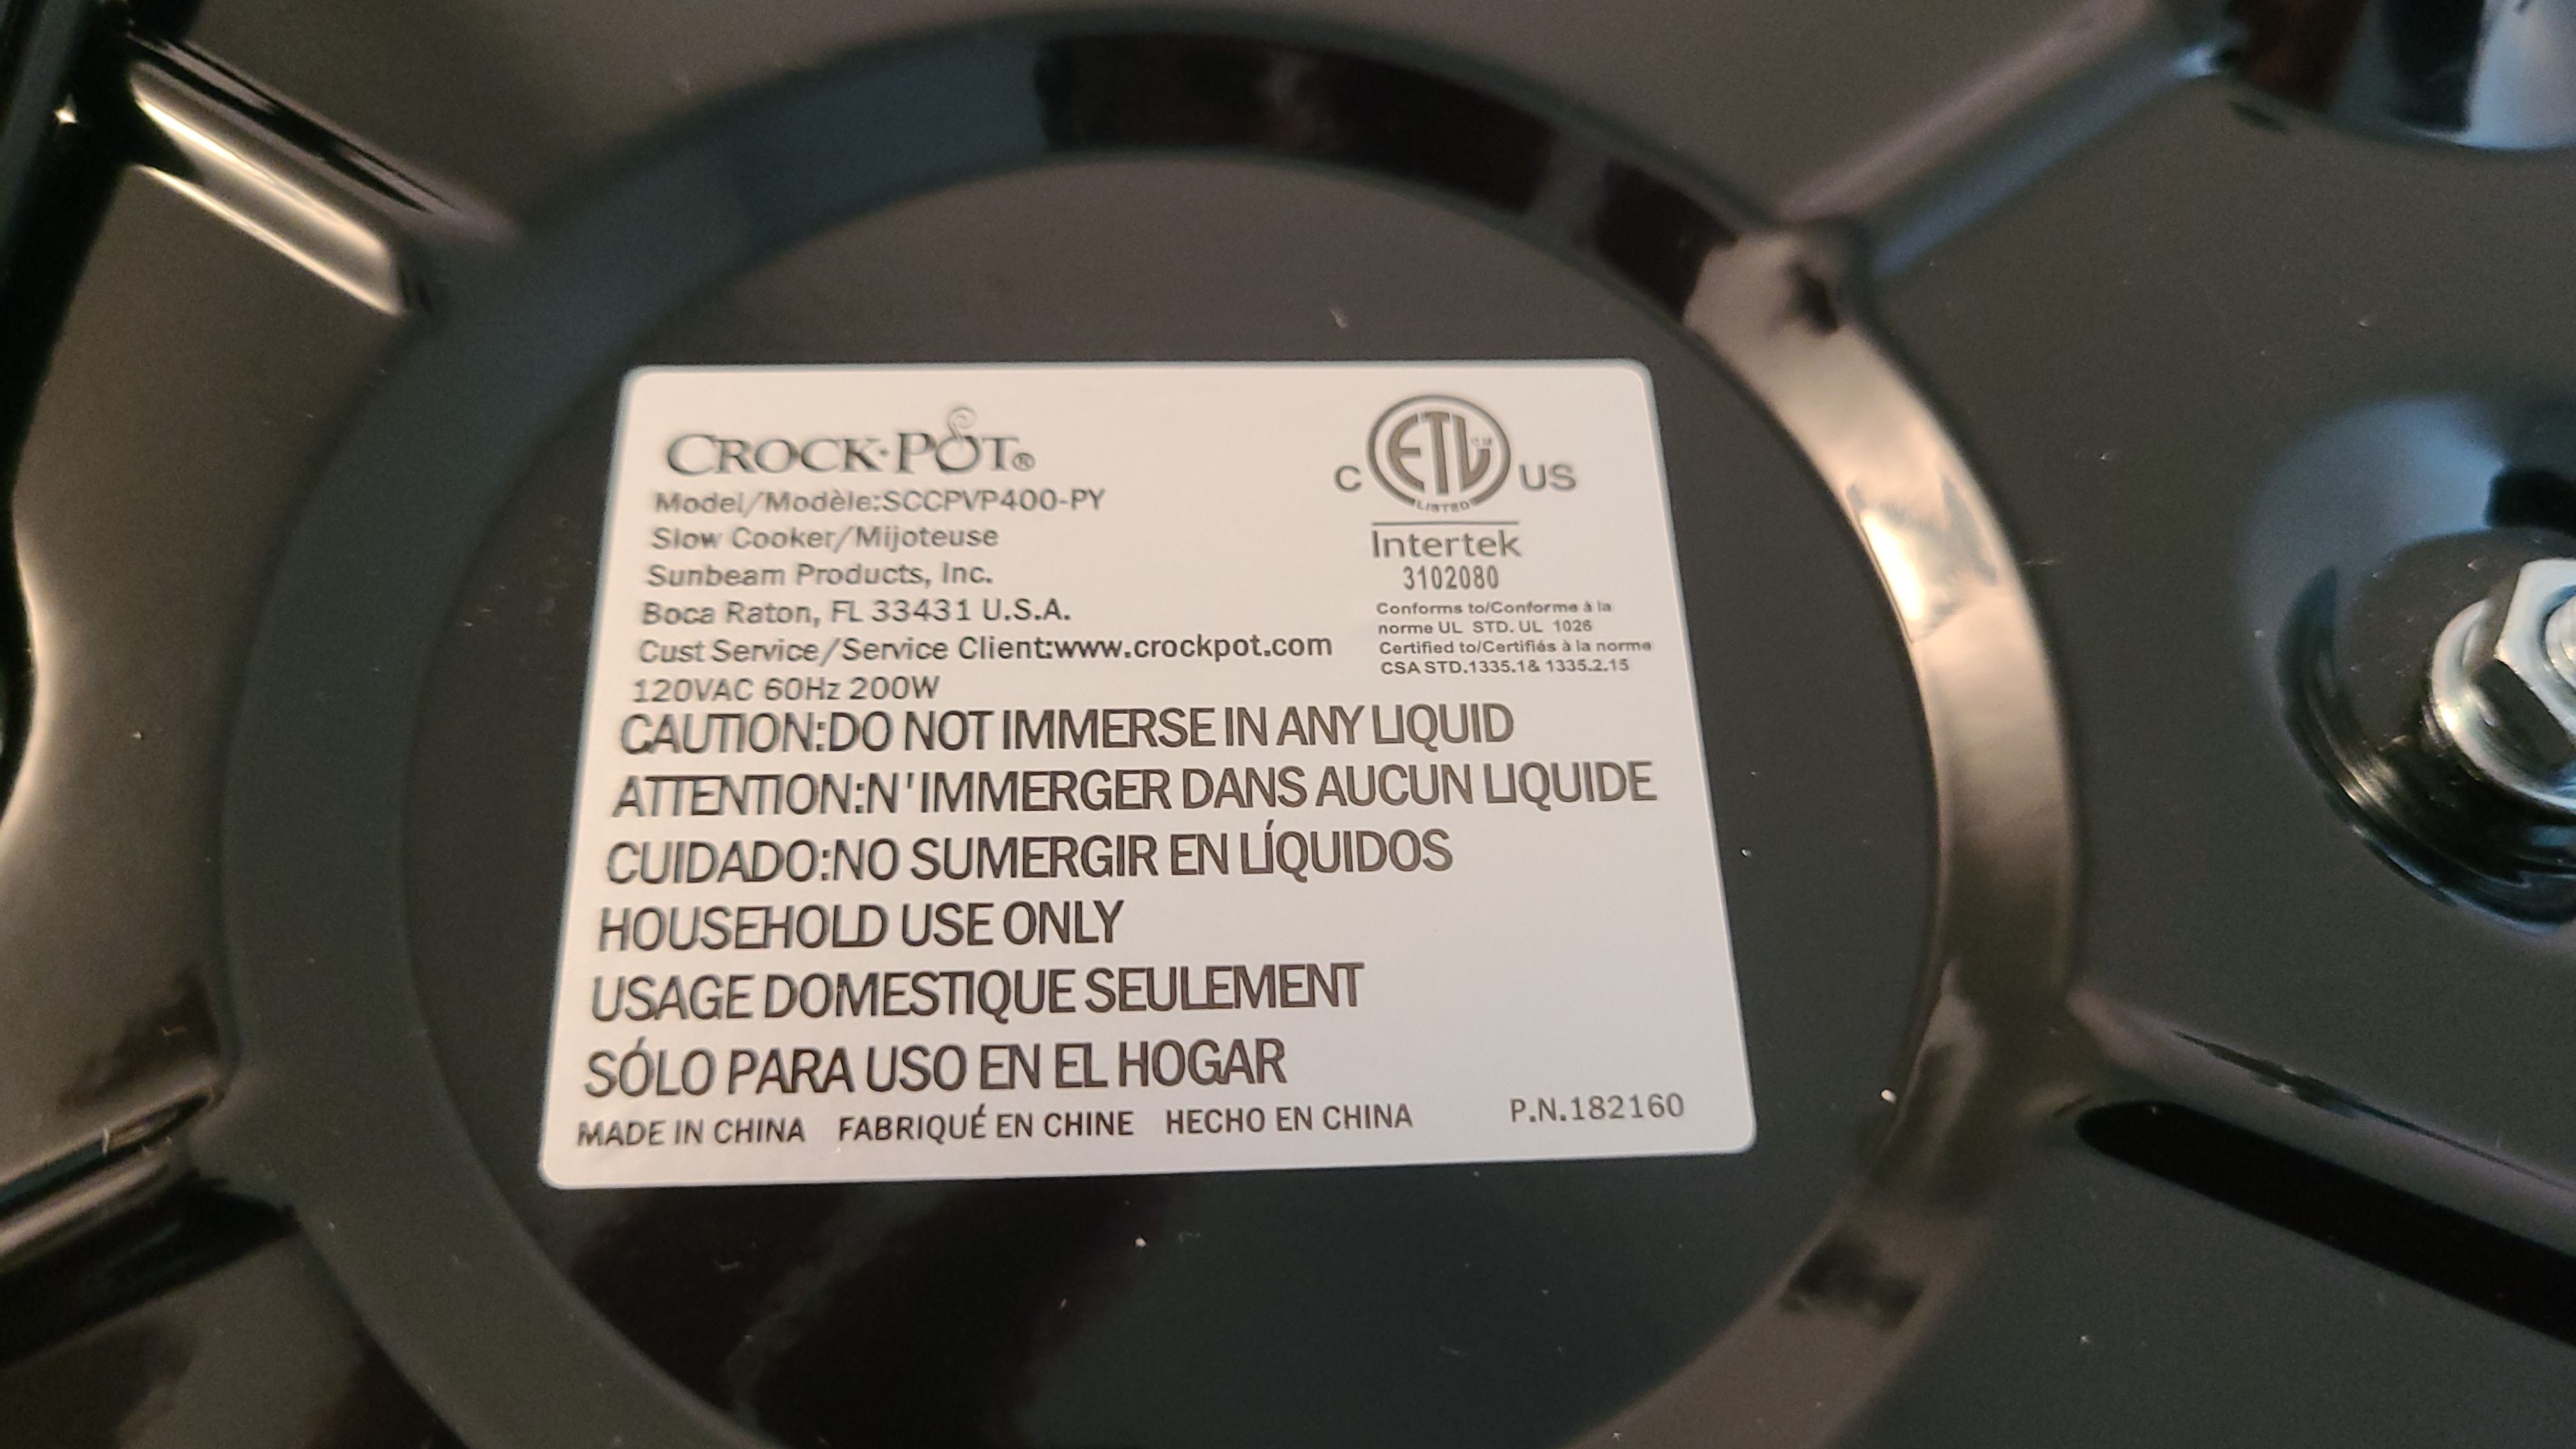 CROCK·POT®
Model/Modèle:SCCPVP400-PY
Slow Cooker/Mijoteuse
Sunbeam Products, Inc.
Boca Raton, FL 33431 U.S.A.
Cust Service/Service Client:www.crockpot.com
120VAC 60Hz 200W
C ETL CM US
LISTED
Intertek
3102080
Conforms to/Conforme à la
norme UL STD. UL 1026
Certified to/Certifiés à la norme
CSA STD.1335.1& 1335.2.15
CAUTION:DO NOT IMMERSE IN ANY LIQUID
ATTENTION:N'IMMERGER DANS AUCUN LIQUIDE
CUIDADO:NO SUMERGIR EN LÍQUIDOS
HOUSEHOLD USE ONLY
USAGE DOMESTIQUE SEULEMENT
SÓLO PARA USO EN EL HOGAR
MADE IN CHINA FABRIQUÉ EN CHINE HECHO EN CHINA P.N.182160